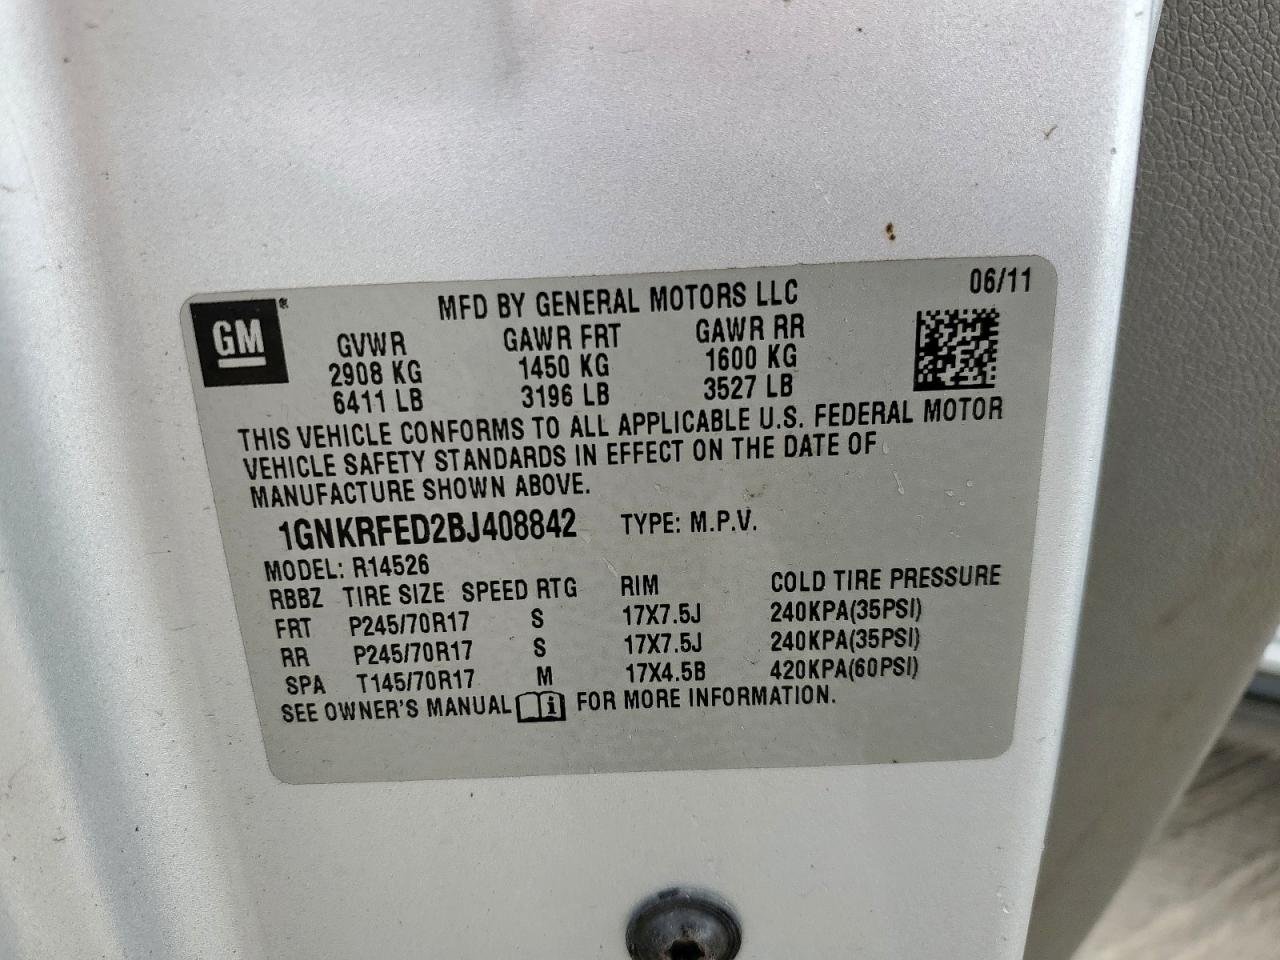 06/11
GM®
MFD BY GENERAL MOTORS LLC
GVWR GAWR FRT GAWR RR
2908 KG 1450 KG 1600 KG
6411 LB 3196 LB 3527 LB
THIS VEHICLE CONFORMS TO ALL APPLICABLE U.S. FEDERAL MOTOR
VEHICLE SAFETY STANDARDS IN EFFECT ON THE DATE OF
MANUFACTURE SHOWN ABOVE.
1GNKRFED2BJ408842 TYPE: M.P.V.
MODEL: R14526
RBBZ TIRE SIZE SPEED RTG RIM COLD TIRE PRESSURE
FRT P245/70R17 S 17X7.5J 240KPA(35PSI)
RR P245/70R17 S 17X7.5J 240KPA(35PSI)
SPA T145/70R17 M 17X4.5B 420KPA(60PSI)
SEE OWNER'S MANUAL i FOR MORE INFORMATION.